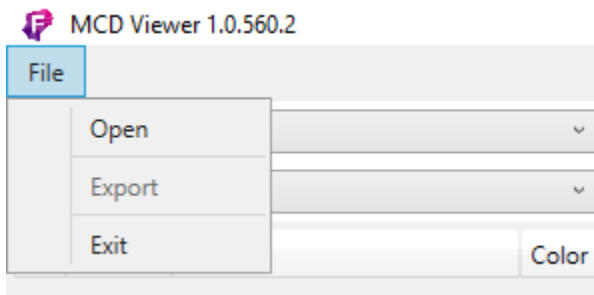 MCD Viewer 1.0.560.2
File
Open
Export
Exit
Color